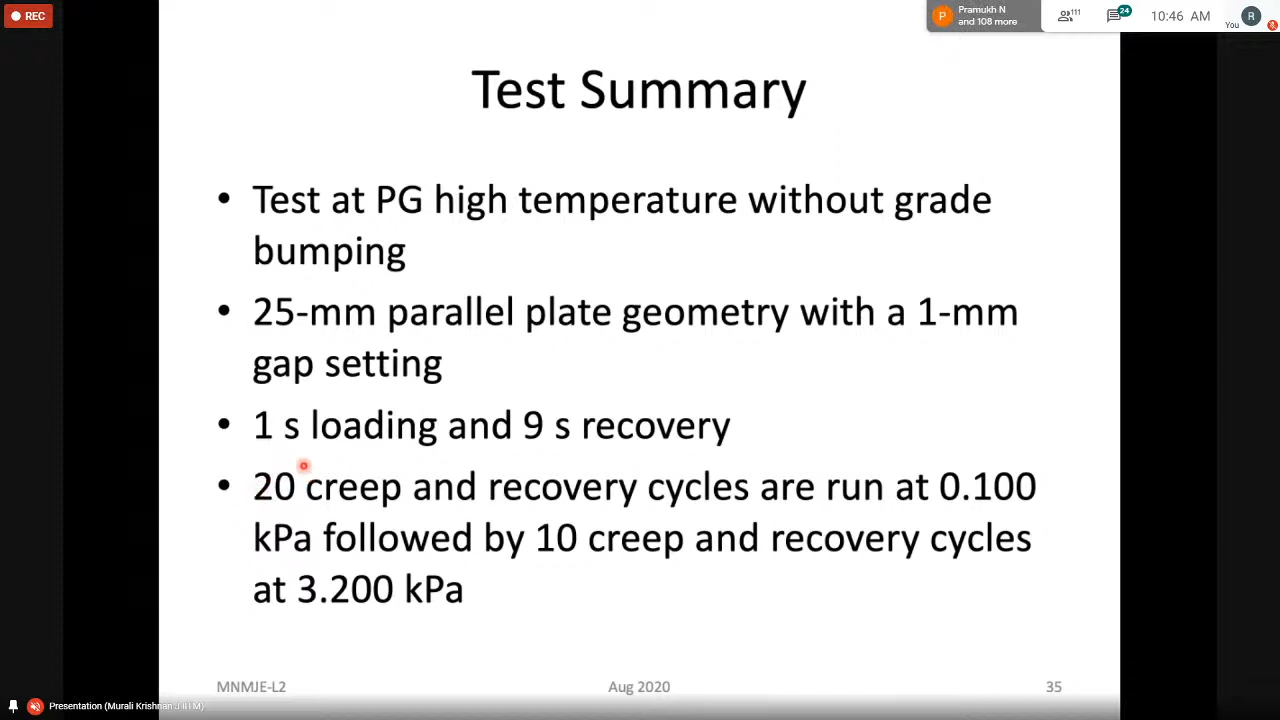 REC
P
Pramukh N
and 108 more
111
24
10:46 AM
You
R
Test Summary
• Test at PG high temperature without grade
bumping
• 25-mm parallel plate geometry with a 1-mm
gap setting
• 1 s loading and 9 s recovery
• 20 creep and recovery cycles are run at 0.100
kPa followed by 10 creep and recovery cycles
at 3.200 kPa
MNMJE-L2
Aug 2020
35
Presentation (Murali Krishnan J IITM)